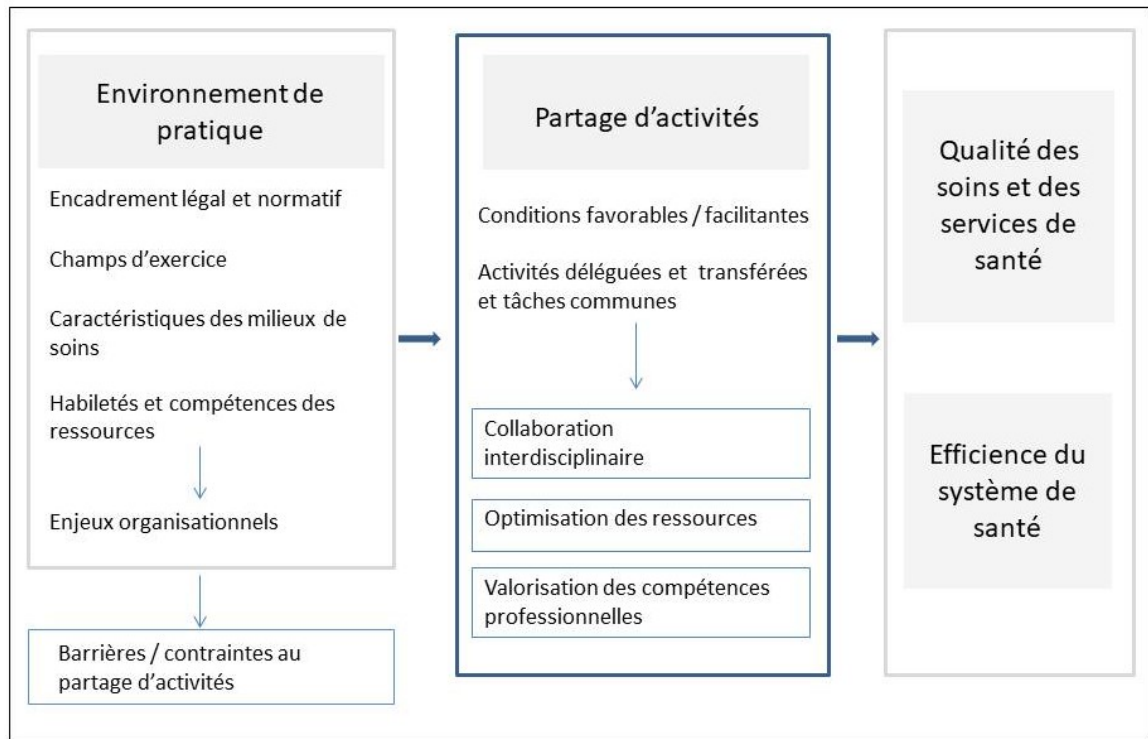 Environnement de
pratique
Encadrement légal et normatif
Champs d'exercice
Caractéristiques des milieux de
soins
Habiletés et compétences des
ressources
Enjeux organisationnels
Barrières / contraintes au
partage d'activités
Partage d'activités
Conditions favorables / facilitantes
Activités déléguées et transférées
et tâches communes
Collaboration
interdisciplinaire
Optimisation des ressources
Valorisation des compétences
professionnelles
Qualité des
soins et des
services de
santé
Efficience du
système de
santé